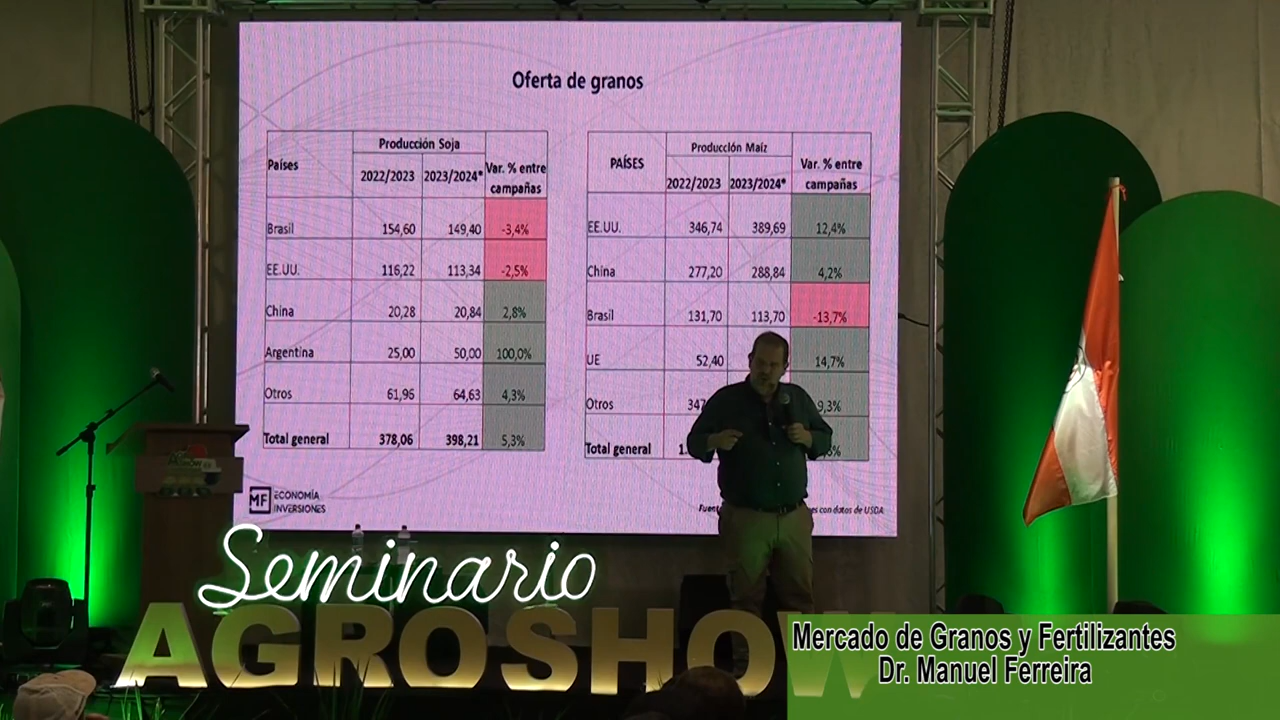 Oferta de granos
Países
Producción Soja
Var. % entre campañas
2022/2023
2023/2024*
Brasil 154,60 149,40 -3,4%
EE.UU. 116,22 113,34 -2,5%
China 20,28 20,84 2,8%
Argentina 25,00 50,00 100,0%
Otros 61,96 64,63 4,3%
Total general 378,06 398,21 5,3%
PAÍSES
Producción Maíz
Var. % entre campañas
2022/2023
2023/2024*
EE.UU. 346,74 389,69 12,4%
China 277,20 288,84 4,2%
Brasil 131,70 113,70 -13,7%
UE 52,40 14,7%
Otros 9,3%
Total general
MF ECONOMÍA
INVERSIONES
con datos de USDA
Seminario
AGROSHOW
Mercado de Granos y Fertilizantes
Dr. Manuel Ferreira